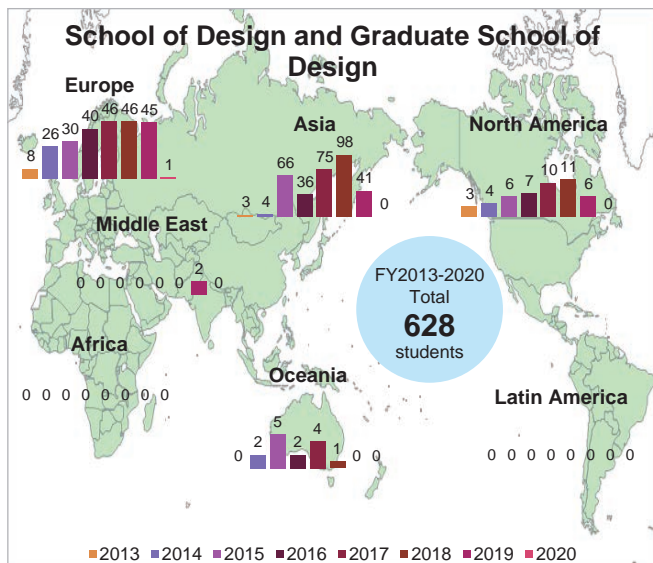 School of Design and Graduate School of
Design
Europe
8 26 30 40 46 46 45 1
Asia
3 4 66 36 75 98 41 0
North America
3 4 6 7 10 11 6 0
Middle East
0 0 0 0 0 0 2 0
FY2013-2020
Total
628
students
Africa
0 0 0 0 0 0 0 0
Oceania
0 2 5 2 4 1 0 0
Latin America
0 0 0 0 0 0 0 0
2013 2014 2015 2016 2017 2018 2019 2020